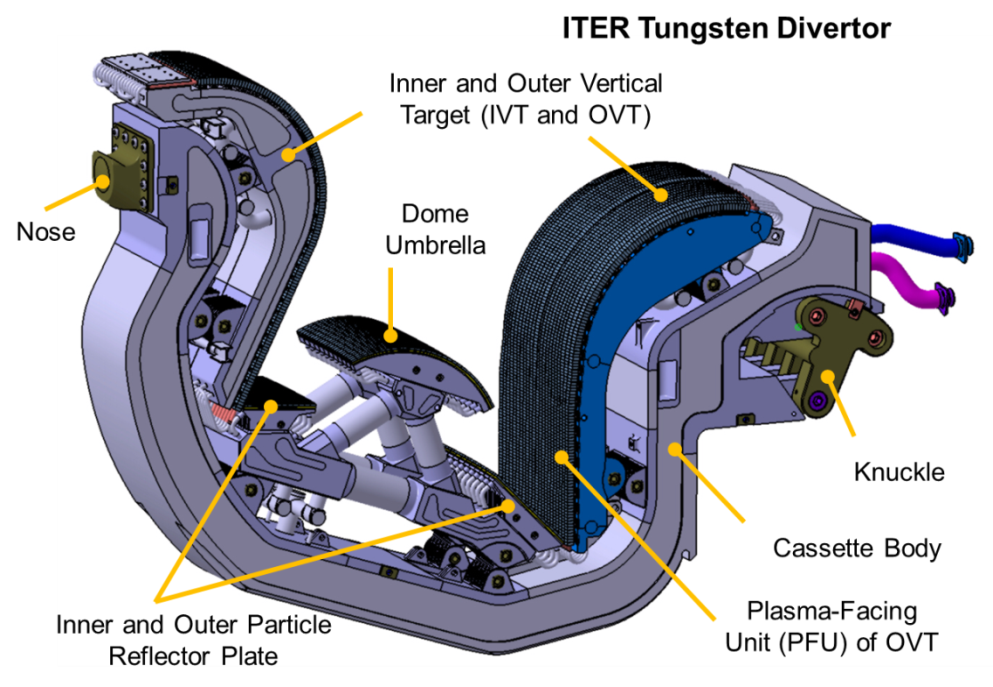 ITER Tungsten Divertor
Inner and Outer Vertical
Target (IVT and OVT)
Nose
Dome
Umbrella
Knuckle
Cassette Body
Plasma-Facing
Unit (PFU) of OVT
Inner and Outer Particle
Reflector Plate